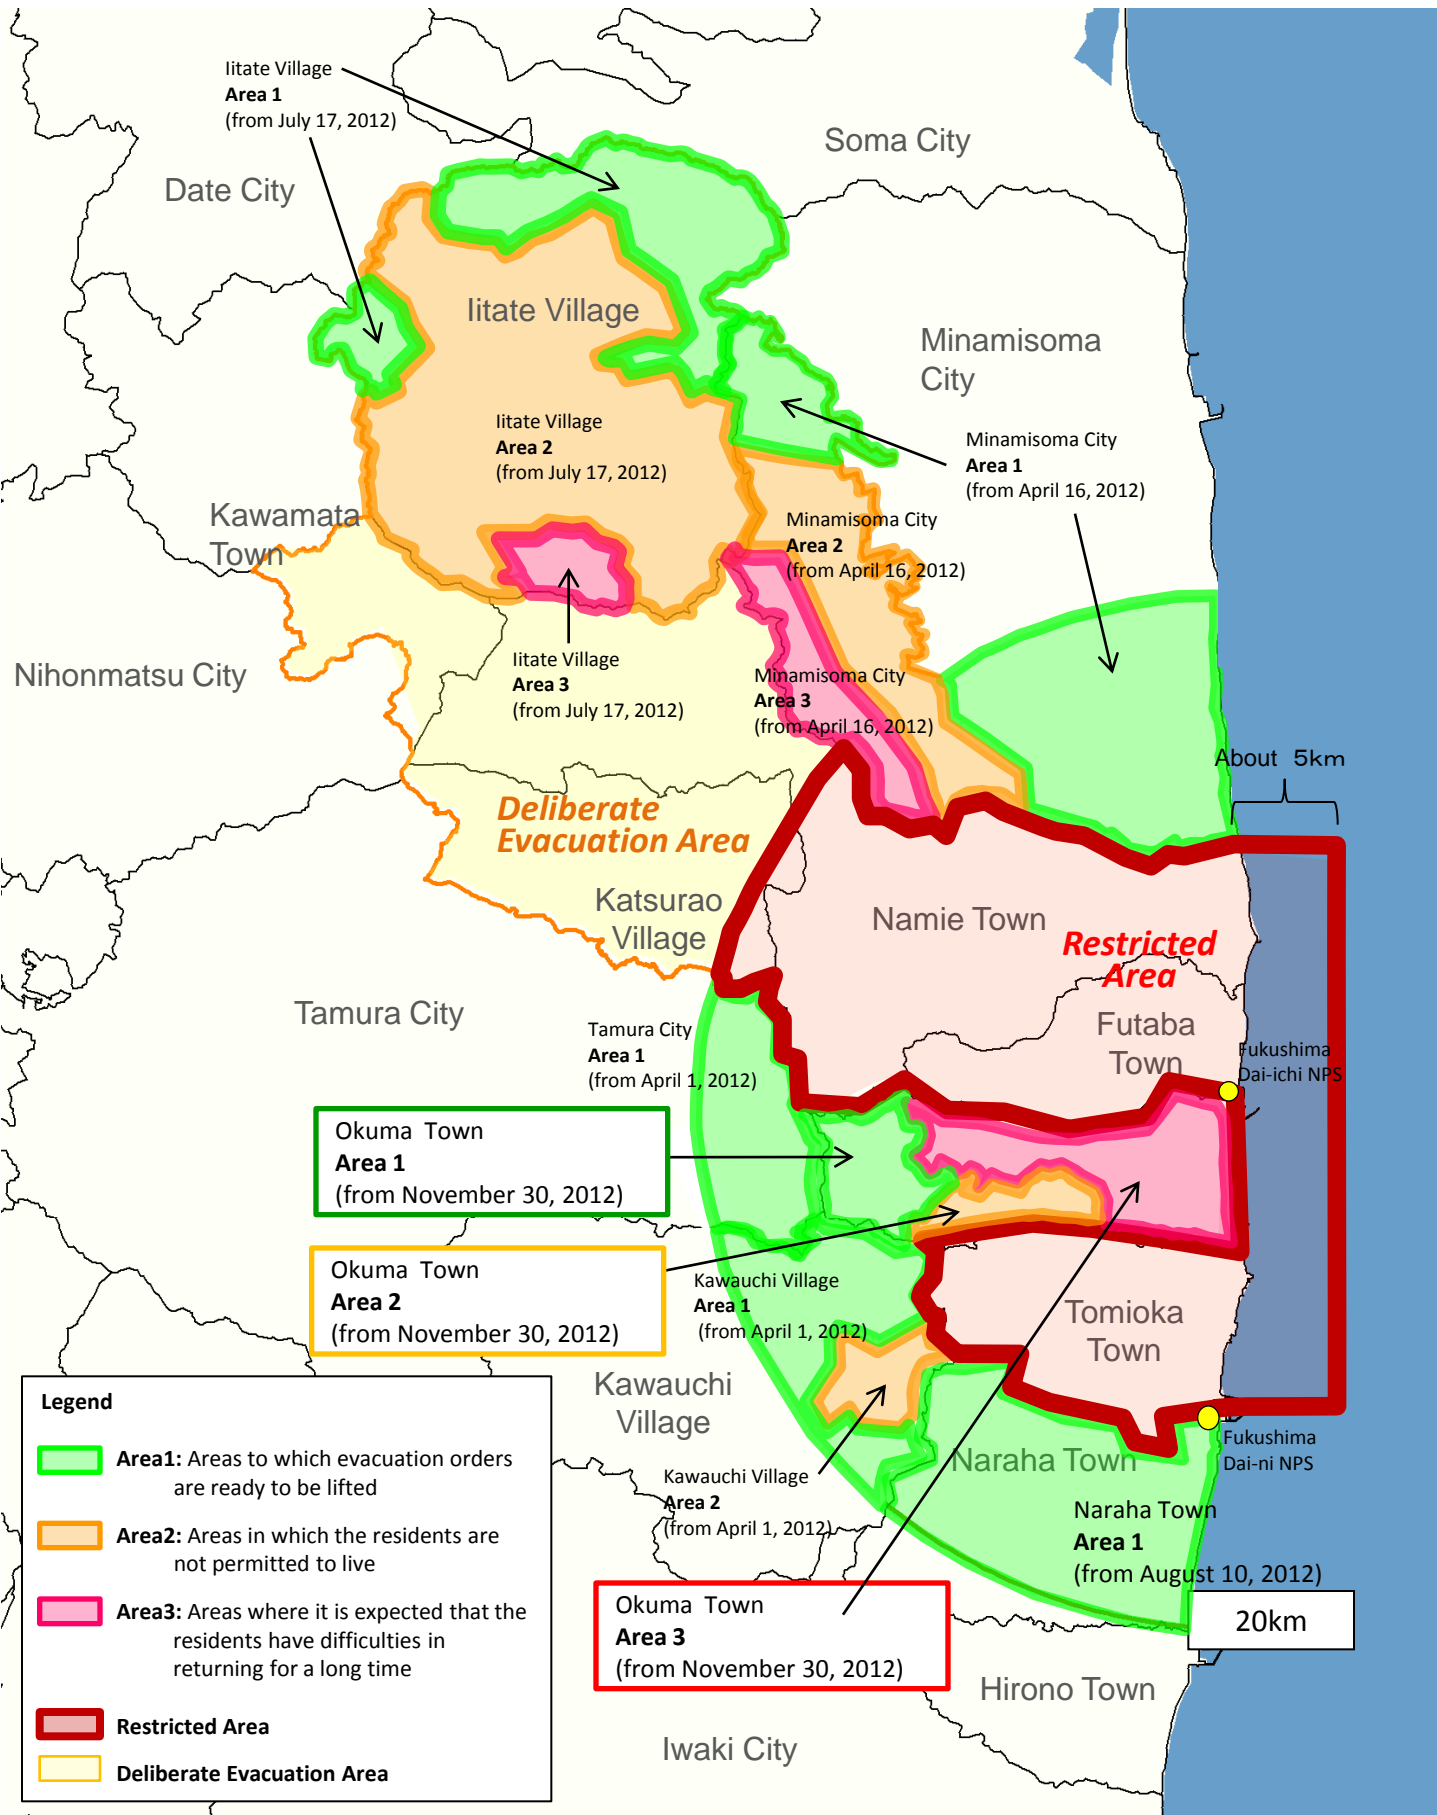 Iitate Village
Area 1
(from July 17, 2012)
Soma City
Date City
Iitate Village
Minamisoma
City
Iitate Village
Area 2
(from July 17, 2012)
Minamisoma City
Area 1
(from April 16, 2012)
Kawamata
Town
Minamisoma City
Area 2
(from April 16, 2012)
Nihonmatsu City
Iitate Village
Area 3
(from July 17, 2012)
Minamisoma City
Area 3
(from April 16, 2012)
About 5km
Deliberate
Evacuation Area
Katsurao
Village
Namie Town
Restricted
Area
Tamura City
Futaba
Town
Tamura City
Area 1
(from April 1, 2012)
Fukushima
Dai-ichi NPS
Okuma Town
Area 1
(from November 30, 2012)
Okuma Town
Area 2
(from November 30, 2012)
Kawauchi Village
Area 1
(from April 1, 2012)
Tomioka
Town
Kawauchi
Village
Fukushima
Dai-ni NPS
Naraha Town
Kawauchi Village
Area 2
(from April 1, 2012)
Naraha Town
Area 1
(from August 10, 2012)
20km
Okuma Town
Area 3
(from November 30, 2012)
Hirono Town
Iwaki City
Legend
Area1: Areas to which evacuation orders
are ready to be lifted
Area2: Areas in which the residents are
not permitted to live
Area3: Areas where it is expected that the
residents have difficulties in
returning for a long time
Restricted Area
Deliberate Evacuation Area